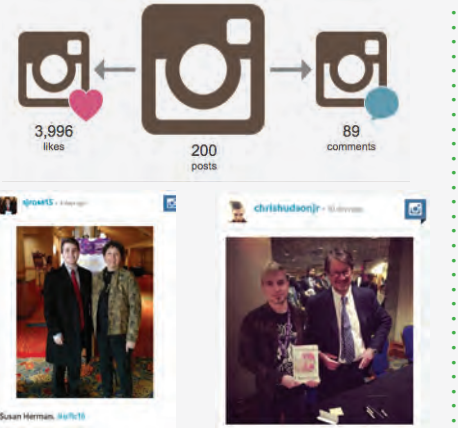 3,996
likes
200
posts
89
comments
chrishudsonjr
Susan Herman.